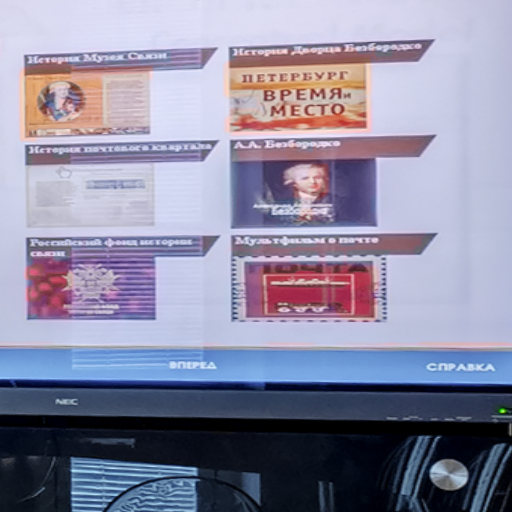 История Музея Связи
История Дворца Безбородко
ПЕТЕРБУРГ
ВРЕМЯ и
МЕСТО
История почтового квартала
А.А. Безбородко
Безбородко
Российский фонд истории
связи
Мультфильм о почте
ВПЕРЕД
СПРАВКА
NEC